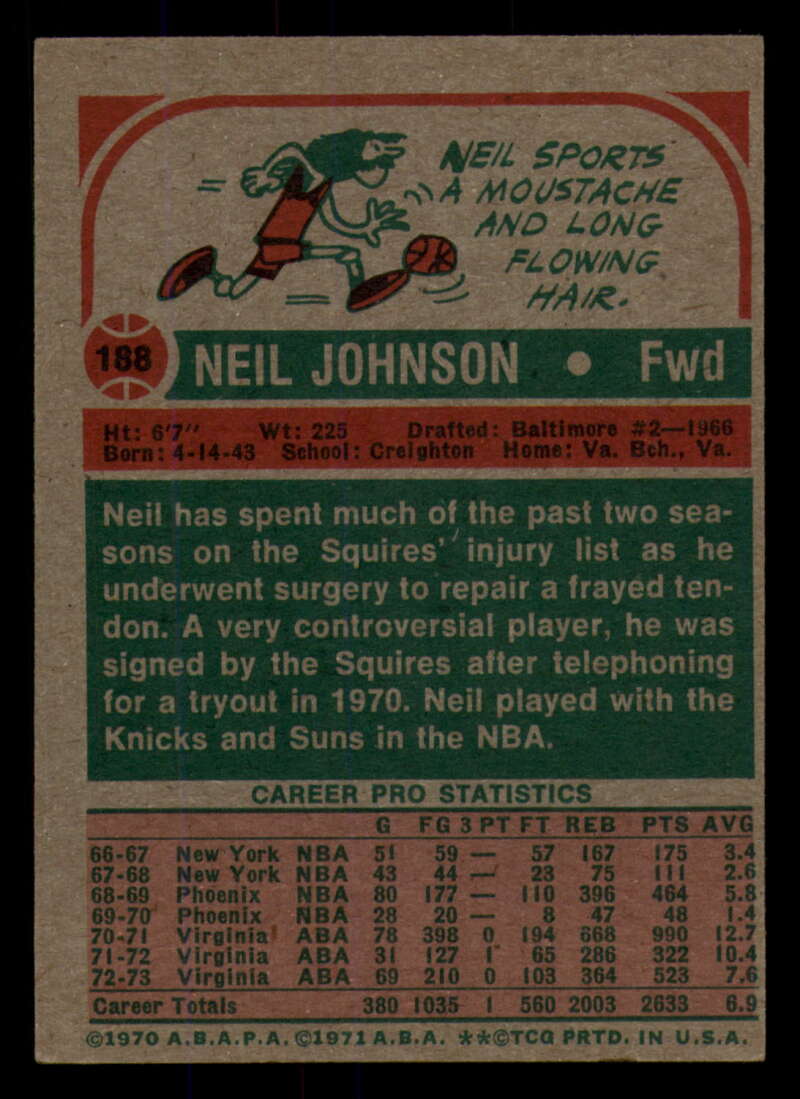 NEIL SPORTS
A MOUSTACHE
AND LONG
FLOWING
HAIR.
188 NEIL JOHNSON • Fwd
Ht: 6'7" Wt: 225 Drafted: Baltimore #2—1966
Born: 4-14-43 School: Creighton Home: Va. Bch., Va.
Neil has spent much of the past two sea-
sons on the Squires' injury list as he
underwent surgery to repair a frayed ten-
don. A very controversial player, he was
signed by the Squires after telephoning
for a tryout in 1970. Neil played with the
Knicks and Suns in the NBA.
CAREER PRO STATISTICS
G FG 3 PT FT REB PTS AVG
66-67 New York NBA 51 59 — 57 167 175 3.4
67-68 New York NBA 43 44 — 23 75 111 2.6
68-69 Phoenix NBA 80 177 — 110 396 464 5.8
69-70 Phoenix NBA 28 20 — 8 47 48 1.4
70-71 Virginia ABA 78 398 0 194 668 990 12.7
71-72 Virginia ABA 31 127 1 65 286 322 10.4
72-73 Virginia ABA 69 210 0 103 364 523 7.6
Career Totals 380 1035 1 560 2003 2633 6.9
©1970 A.B.A.P.A. ©1971 A.B.A. **©TCG PRTD. IN U.S.A.